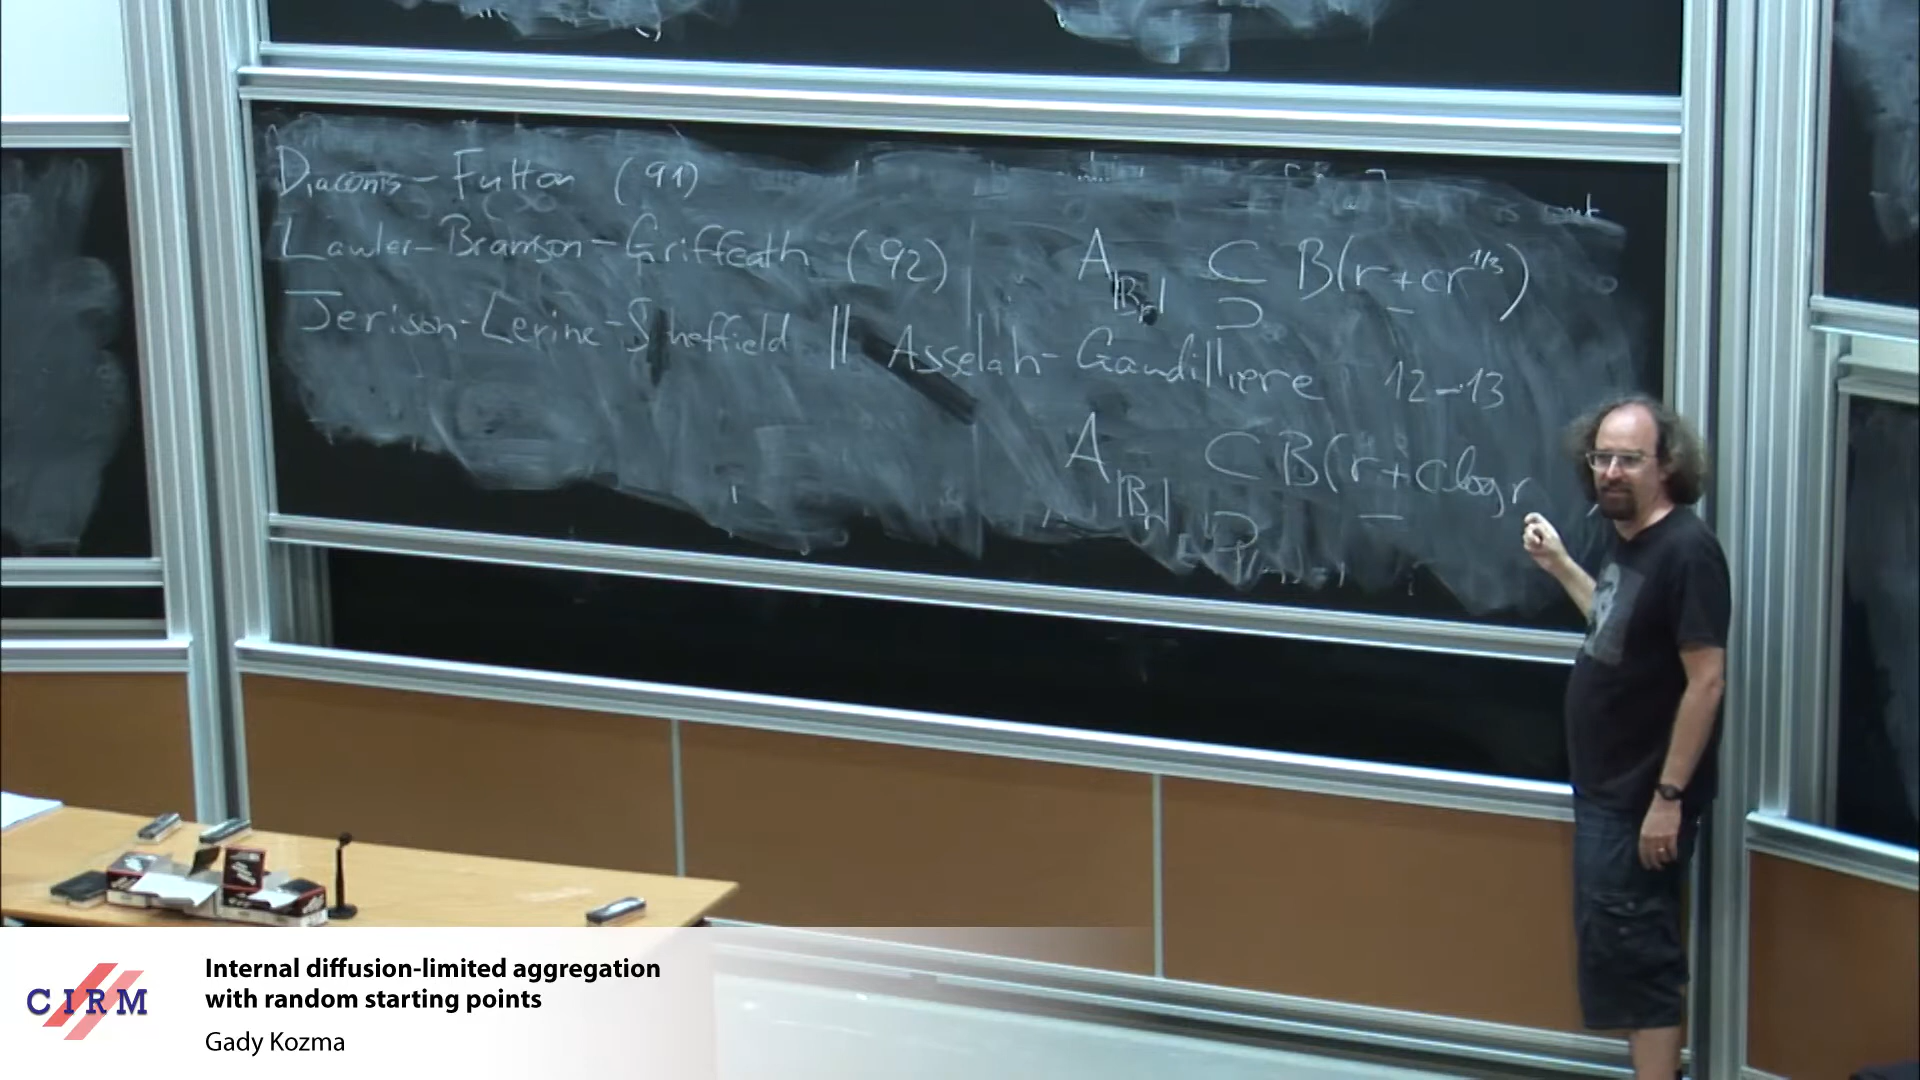 Diaconis-Fulton (91)
Lawler-Bramson-Griffeath (92)
A_{|B_r|} ⊂ ⊃ B(r ± cr^{1/3})
Jerison-Levine-Sheffield || Asselah-Gaudilliere 12-13
A_{|B_r|} ⊂ ⊃ B(r ± c log r
CIRM
Internal diffusion-limited aggregation
with random starting points
Gady Kozma